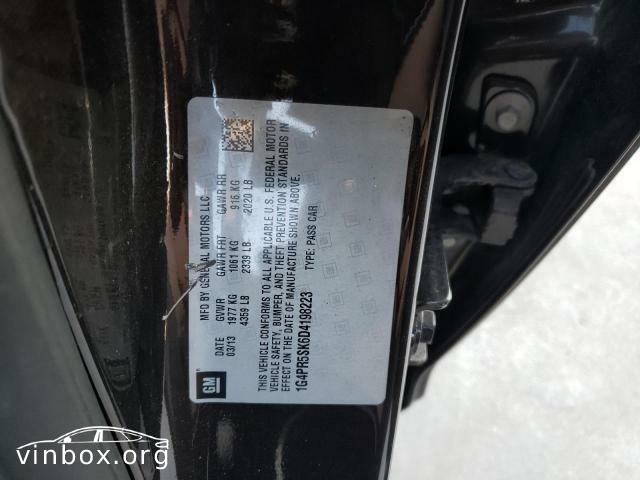 MFD BY GENERAL MOTORS LLC
DATE GVWR GAWR FRT GAWR RR
03/13 1977 KG 1061 KG 916 KG
4359 LB 2339 LB 2020 LB
THIS VEHICLE CONFORMS TO ALL APPLICABLE U.S. FEDERAL MOTOR
VEHICLE SAFETY, BUMPER, AND THEFT PREVENTION STANDARDS IN
EFFECT ON THE DATE OF MANUFACTURE SHOWN ABOVE.
1G4PR5SK6D4198223 TYPE: PASS CAR
GM
vinbox.org